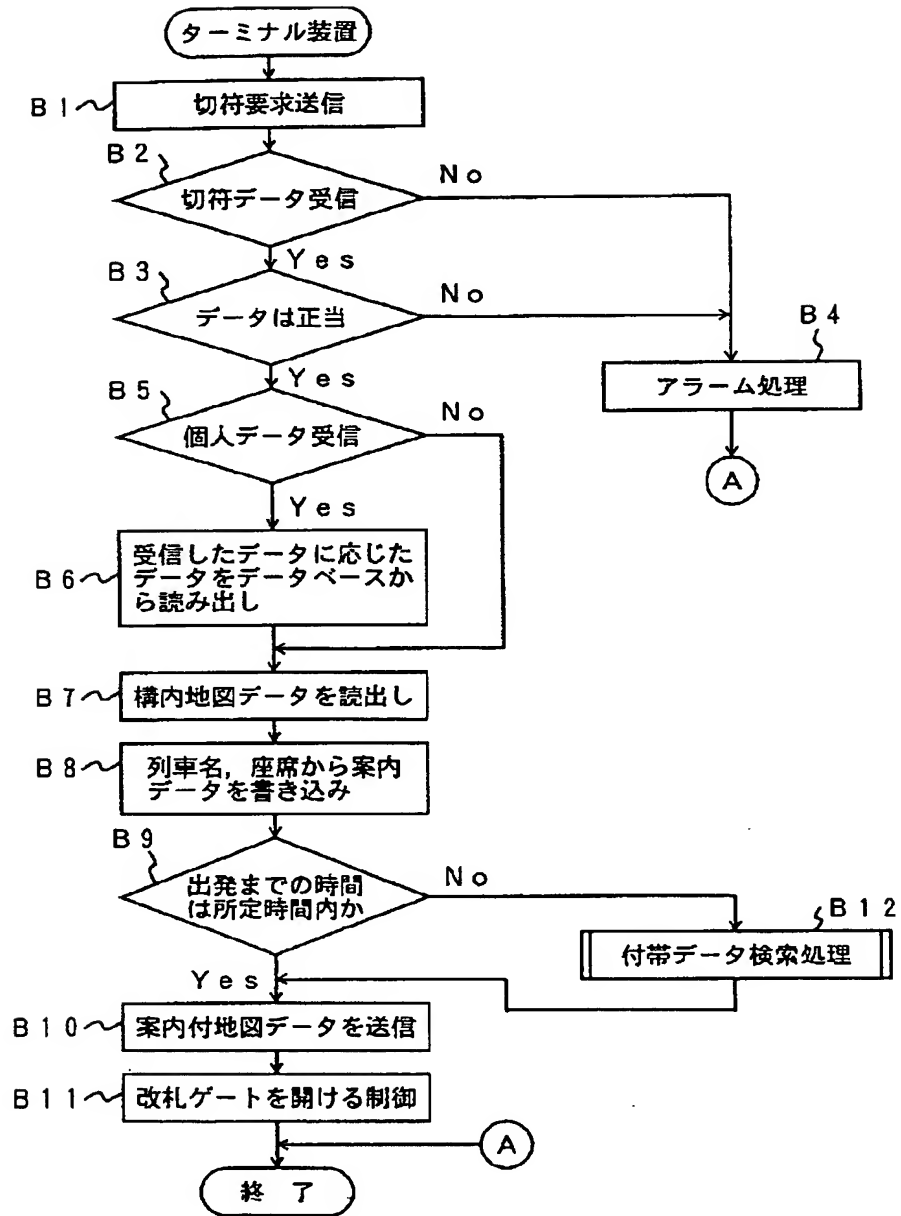 ターミナル装置
B1
切符要求送信
B2
切符データ受信
No
Yes
B3
データは正当
No
Yes
B4
アラーム処理
A
B5
個人データ受信
No
Yes
B6
受信したデータに応じた
データをデータベースか
ら読み出し
B7
構内地図データを読出し
B8
列車名,座席から案内
データを書き込み
B9
出発までの時間
は所定時間内か
No
Yes
B12
付帯データ検索処理
B10
案内付地図データを送信
B11
改札ゲートを開ける制御
A
終 了